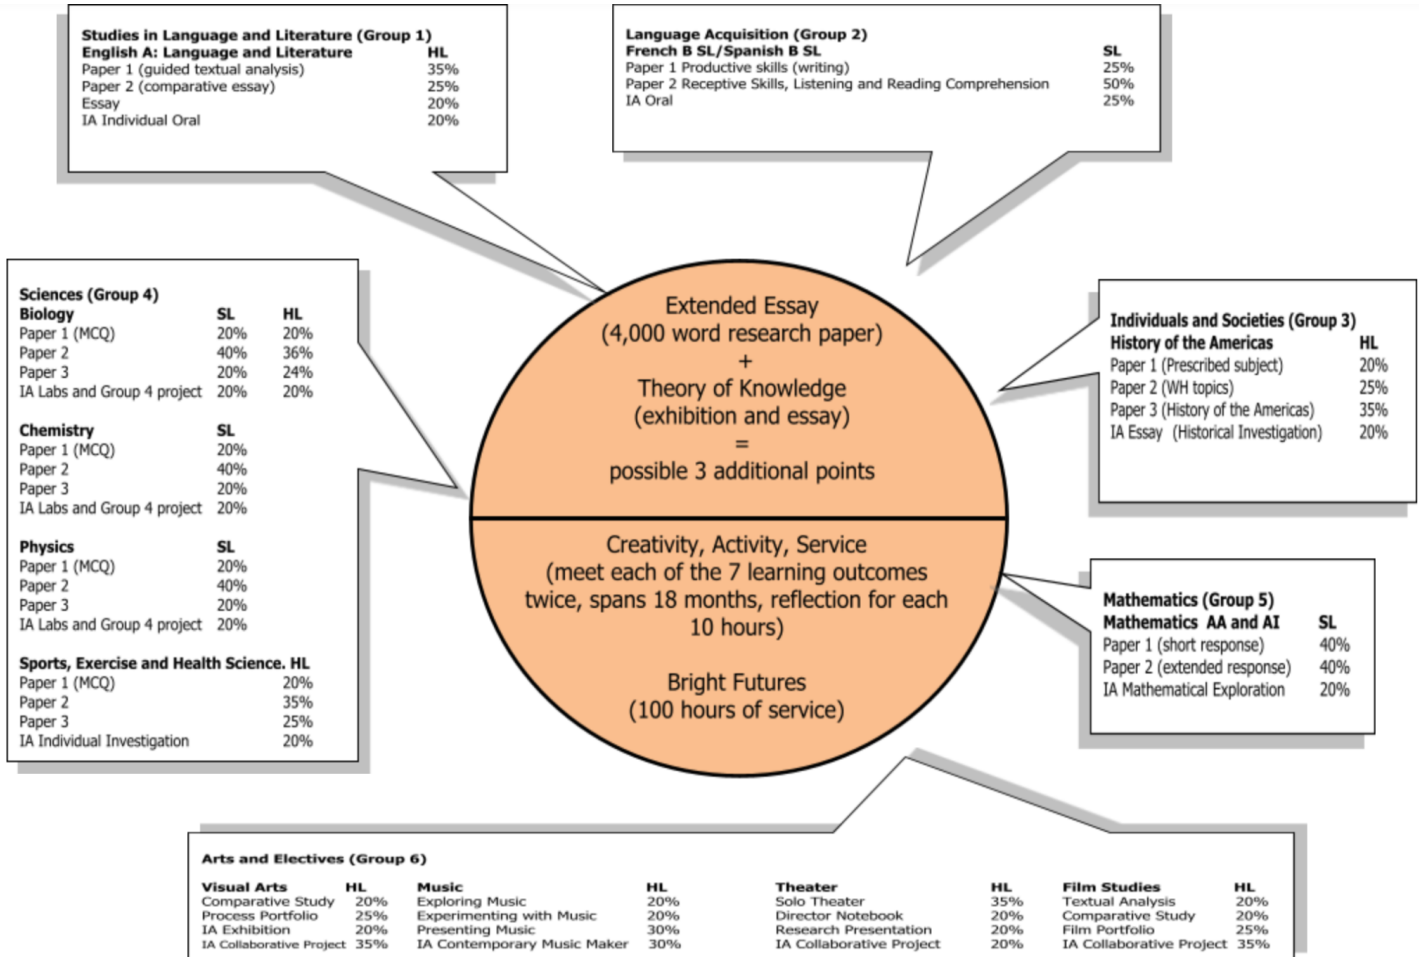 Studies in Language and Literature (Group 1)
English A: Language and Literature HL
Paper 1 (guided textual analysis) 35%
Paper 2 (comparative essay) 25%
Essay 20%
IA Individual Oral 20%
Language Acquisition (Group 2)
French B SL/Spanish B SL SL
Paper 1 Productive skills (writing) 25%
Paper 2 Receptive Skills, Listening and Reading Comprehension 50%
IA Oral 25%
Sciences (Group 4)
Biology SL HL
Paper 1 (MCQ) 20% 20%
Paper 2 40% 36%
Paper 3 20% 24%
IA Labs and Group 4 project 20% 20%
Chemistry SL
Paper 1 (MCQ) 20%
Paper 2 40%
Paper 3 20%
IA Labs and Group 4 project 20%
Physics SL
Paper 1 (MCQ) 20%
Paper 2 40%
Paper 3 20%
IA Labs and Group 4 project 20%
Sports, Exercise and Health Science. HL
Paper 1 (MCQ) 20%
Paper 2 35%
Paper 3 25%
IA Individual Investigation 20%
Extended Essay
(4,000 word research paper)
+
Theory of Knowledge
(exhibition and essay)
=
possible 3 additional points
Creativity, Activity, Service
(meet each of the 7 learning outcomes
twice, spans 18 months, reflection for each
10 hours)
Bright Futures
(100 hours of service)
Individuals and Societies (Group 3)
History of the Americas HL
Paper 1 (Prescribed subject) 20%
Paper 2 (WH topics) 25%
Paper 3 (History of the Americas) 35%
IA Essay (Historical Investigation) 20%
Mathematics (Group 5)
Mathematics AA and AI SL
Paper 1 (short response) 40%
Paper 2 (extended response) 40%
IA Mathematical Exploration 20%
Arts and Electives (Group 6)
Visual Arts HL Music HL Theater HL Film Studies HL
Comparative Study 20% Exploring Music 20% Solo Theater 35% Textual Analysis 20%
Process Portfolio 25% Experimenting with Music 20% Director Notebook 20% Comparative Study 20%
IA Exhibition 20% Presenting Music 30% Research Presentation 20% Film Portfolio 25%
IA Collaborative Project 35% IA Contemporary Music Maker 30% IA Collaborative Project 20% IA Collaborative Project 35%